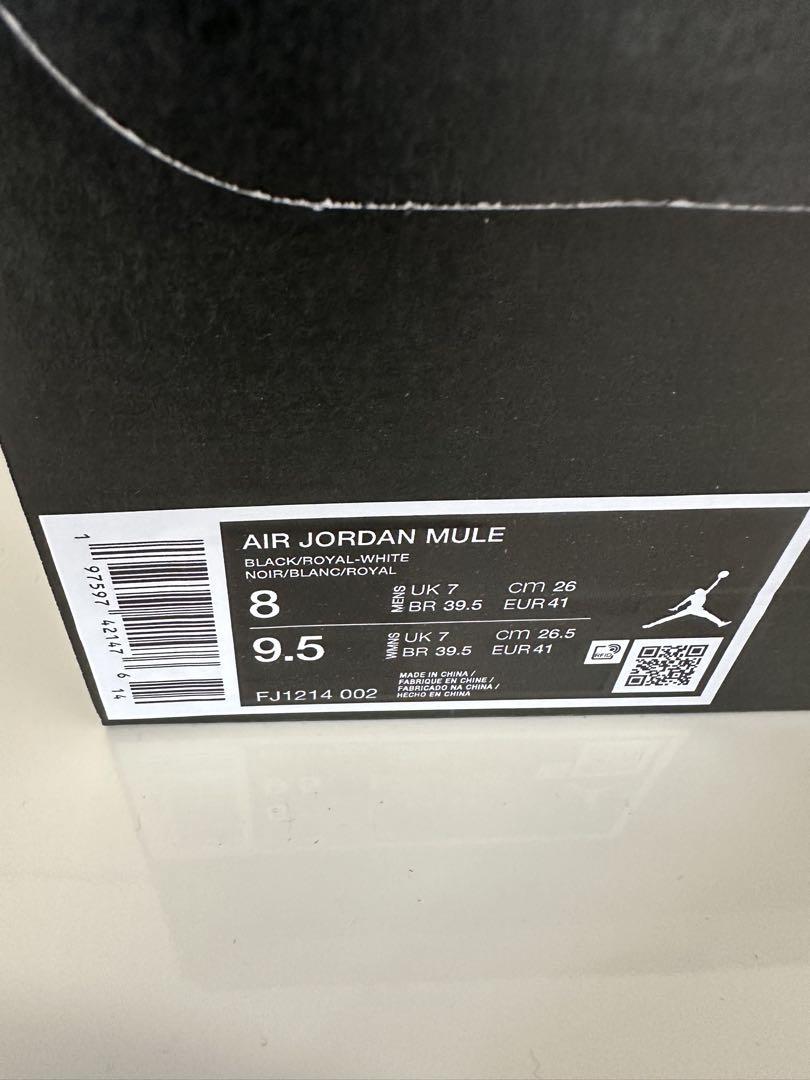 AIR JORDAN MULE
BLACK/ROYAL-WHITE
NOIR/BLANC/ROYAL
8 MENS UK 7 CM 26
BR 39.5 EUR 41
9.5 WMNS UK 7 CM 26.5
BR 39.5 EUR 41
FJ1214 002
MADE IN CHINA /
FABRIQUE EN CHINE /
FABRICADO NA CHINA /
HECHO EN CHINA
RFID
1 97597 42147 6 14